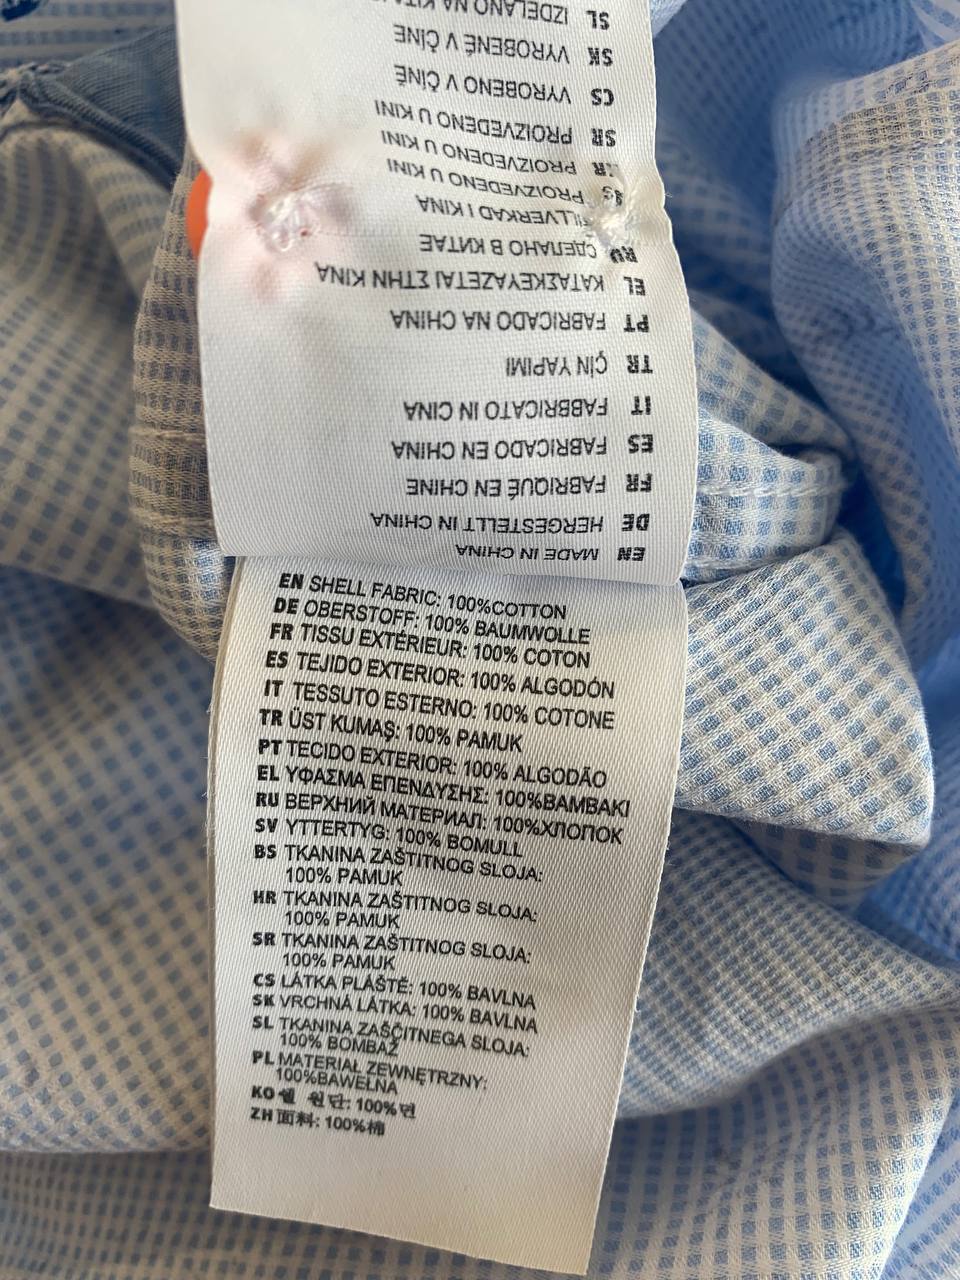 EN MADE IN CHINA
DE HERGESTELLT IN CHINA
FR FABRIQUÉ EN CHINE
ES FABRICADO EN CHINA
IT FABBRICATO IN CINA
TR ÇİN YAPIMI
PT FABRICADO NA CHINA
EL ΚΑΤΑΣΚΕΥΑΖΕΤΑΙ ΣΤΗΝ ΚΙΝΑ
RU СДЕЛАНО В КИТАЕ
TILLVERKAD I KINA
PROIZVEDENO U KINI
PROIZVEDENO U KINI
SR PROIZVEDENO U KINI
CS VYROBENO V ČÍNĚ
SK VYROBENÉ V ČÍNE
SL IZDELANO NA
EN SHELL FABRIC: 100%COTTON
DE OBERSTOFF: 100% BAUMWOLLE
FR TISSU EXTÉRIEUR: 100% COTON
ES TEJIDO EXTERIOR: 100% ALGODÓN
IT TESSUTO ESTERNO: 100% COTONE
TR ÜST KUMAŞ: 100% PAMUK
PT TECIDO EXTERIOR: 100% ALGODÃO
EL ΥΦΑΣΜΑ ΕΠΕΝΔΥΣΗΣ: 100%ΒΑΜΒΑΚΙ
RU ВЕРХНИЙ МАТЕРИАЛ: 100%ХЛОПОК
SV YTTERTYG: 100% BOMULL
BS TKANINA ZAŠTITNOG SLOJA:
100% PAMUK
HR TKANINA ZAŠTITNOG SLOJA:
100% PAMUK
SR TKANINA ZAŠTITNOG SLOJA:
100% PAMUK
CS LÁTKA PLÁŠTĚ: 100% BAVLNA
SK VRCHNÁ LÁTKA: 100% BAVLNA
SL TKANINA ZAŠČITNEGA SLOJA:
100% BOMBAŽ
PL MATERIAŁ ZEWNĘTRZNY:
100%BAWEŁNA
KO 쉘 원단: 100%면
ZH 面料: 100%棉